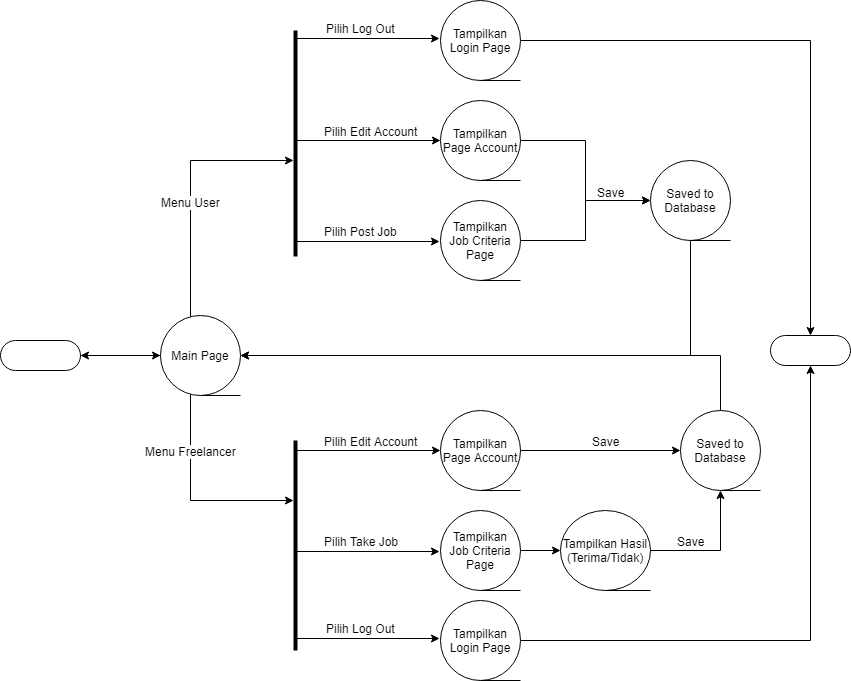 Pilih Log Out
Tampilkan
Login Page
Pilih Edit Account
Tampilkan
Page Account
Menu User
Save
Saved to
Database
Pilih Post Job
Tampilkan
Job Criteria
Page
Main Page
Menu Freelancer
Pilih Edit Account
Tampilkan
Page Account
Save
Saved to
Database
Pilih Take Job
Tampilkan
Job Criteria
Page
Tampilkan Hasil
(Terima/Tidak)
Save
Pilih Log Out
Tampilkan
Login Page